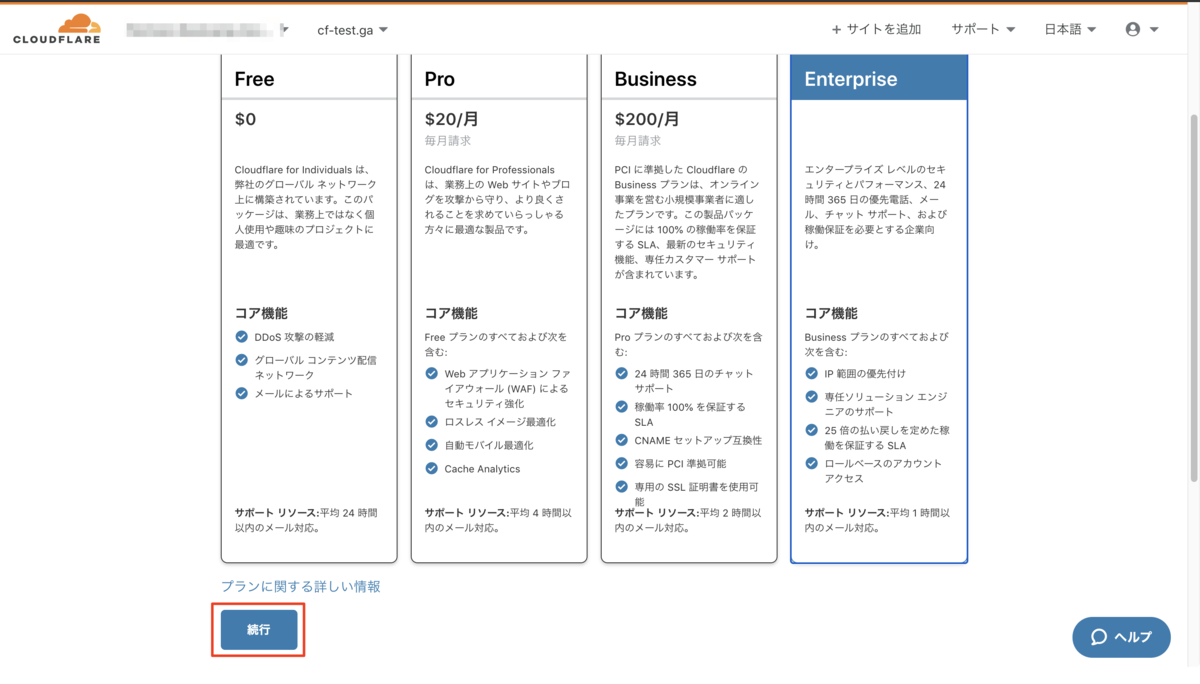 CLOUDFLARE
cf-test.ga
+ サイトを追加
サポート
日本語
Free
$0
Cloudflare for Individuals は、
弊社のグローバル ネットワーク
上に構築されています。このパ
ッケージは、業務上ではなく個
人使用や趣味のプロジェクトに
最適です。
コア機能
DDoS 攻撃の軽減
グローバル コンテンツ配信
ネットワーク
メールによるサポート
サポート リソース:平均 24 時間
以内のメール対応。
Pro
$20/月
毎月請求
Cloudflare for Professionals
は、業務上の Web サイトやブロ
グを攻撃から守り、より良くさ
れることを求めていらっしゃる
方々に最適な製品です。
コア機能
Free プランのすべておよび次を
含む:
Web アプリケーション ファ
イアウォール (WAF) による
セキュリティ強化
ロスレス イメージ最適化
自動モバイル最適化
Cache Analytics
サポート リソース:平均 4 時間以
内のメール対応。
Business
$200/月
毎月請求
PCI に準拠した Cloudflare の
Business プランは、オンライン
事業を営む小規模事業者に適し
たプランです。この製品パッケ
ージには 100% の稼働率を保証
する SLA、最新のセキュリティ
機能、専任カスタマー サポート
が含まれています。
コア機能
Pro プランのすべておよび次を含
む:
24 時間 365 日のチャット
サポート
稼働率 100% を保証する
SLA
CNAME セットアップ互換性
容易に PCI 準拠可能
専用の SSL 証明書を使用可
能
サポート リソース:平均 2 時間以
内のメール対応。
Enterprise
エンタープライズ レベルのセキ
ュリティとパフォーマンス、24
時間 365 日の優先電話、メー
ル、チャット サポート、および
稼働保証を必要とする企業向
け。
コア機能
Business プランのすべておよび
次を含む:
IP 範囲の優先付け
専任ソリューション エンジ
ニアのサポート
25 倍の払い戻しを定めた稼
働を保証する SLA
ロールベースのアカウント
アクセス
サポート リソース:平均 1 時間以
内のメール対応。
プランに関する詳しい情報
続行
ヘルプ